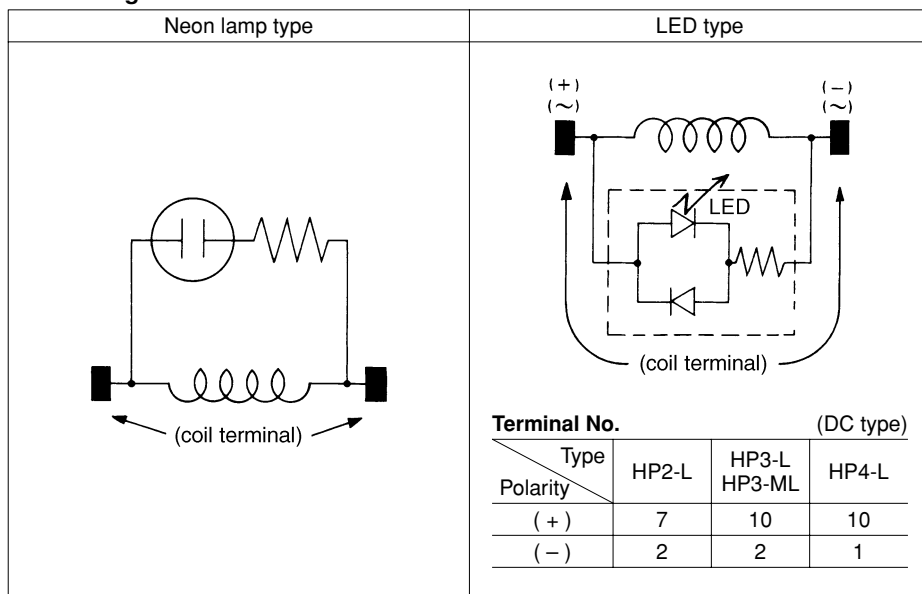 Neon lamp type
LED type
(coil terminal)
(+)
(~)
(−)
(~)
LED
(coil terminal)
Terminal No. (DC type)
Type
Polarity
HP2-L
HP3-L
HP3-ML
HP4-L
(+) 7 10 10
(−) 2 2 1